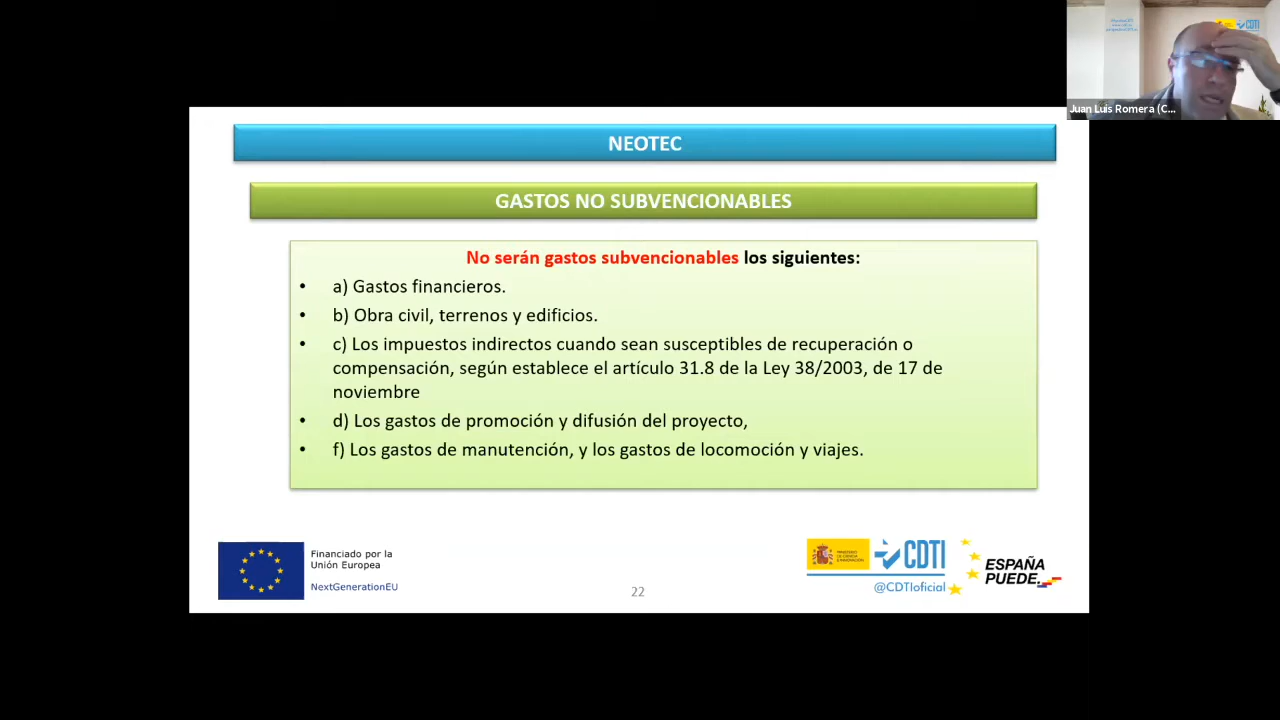 Juan Luis Romera (C...
NEOTEC
GASTOS NO SUBVENCIONABLES
No serán gastos subvencionables los siguientes:
• a) Gastos financieros.
• b) Obra civil, terrenos y edificios.
• c) Los impuestos indirectos cuando sean susceptibles de recuperación o
compensación, según establece el artículo 31.8 de la Ley 38/2003, de 17 de
noviembre
• d) Los gastos de promoción y difusión del proyecto,
• f) Los gastos de manutención, y los gastos de locomoción y viajes.
Financiado por la
Unión Europea
NextGenerationEU
22
CDTI
@CDTIoficial
ESPAÑA
PUEDE.